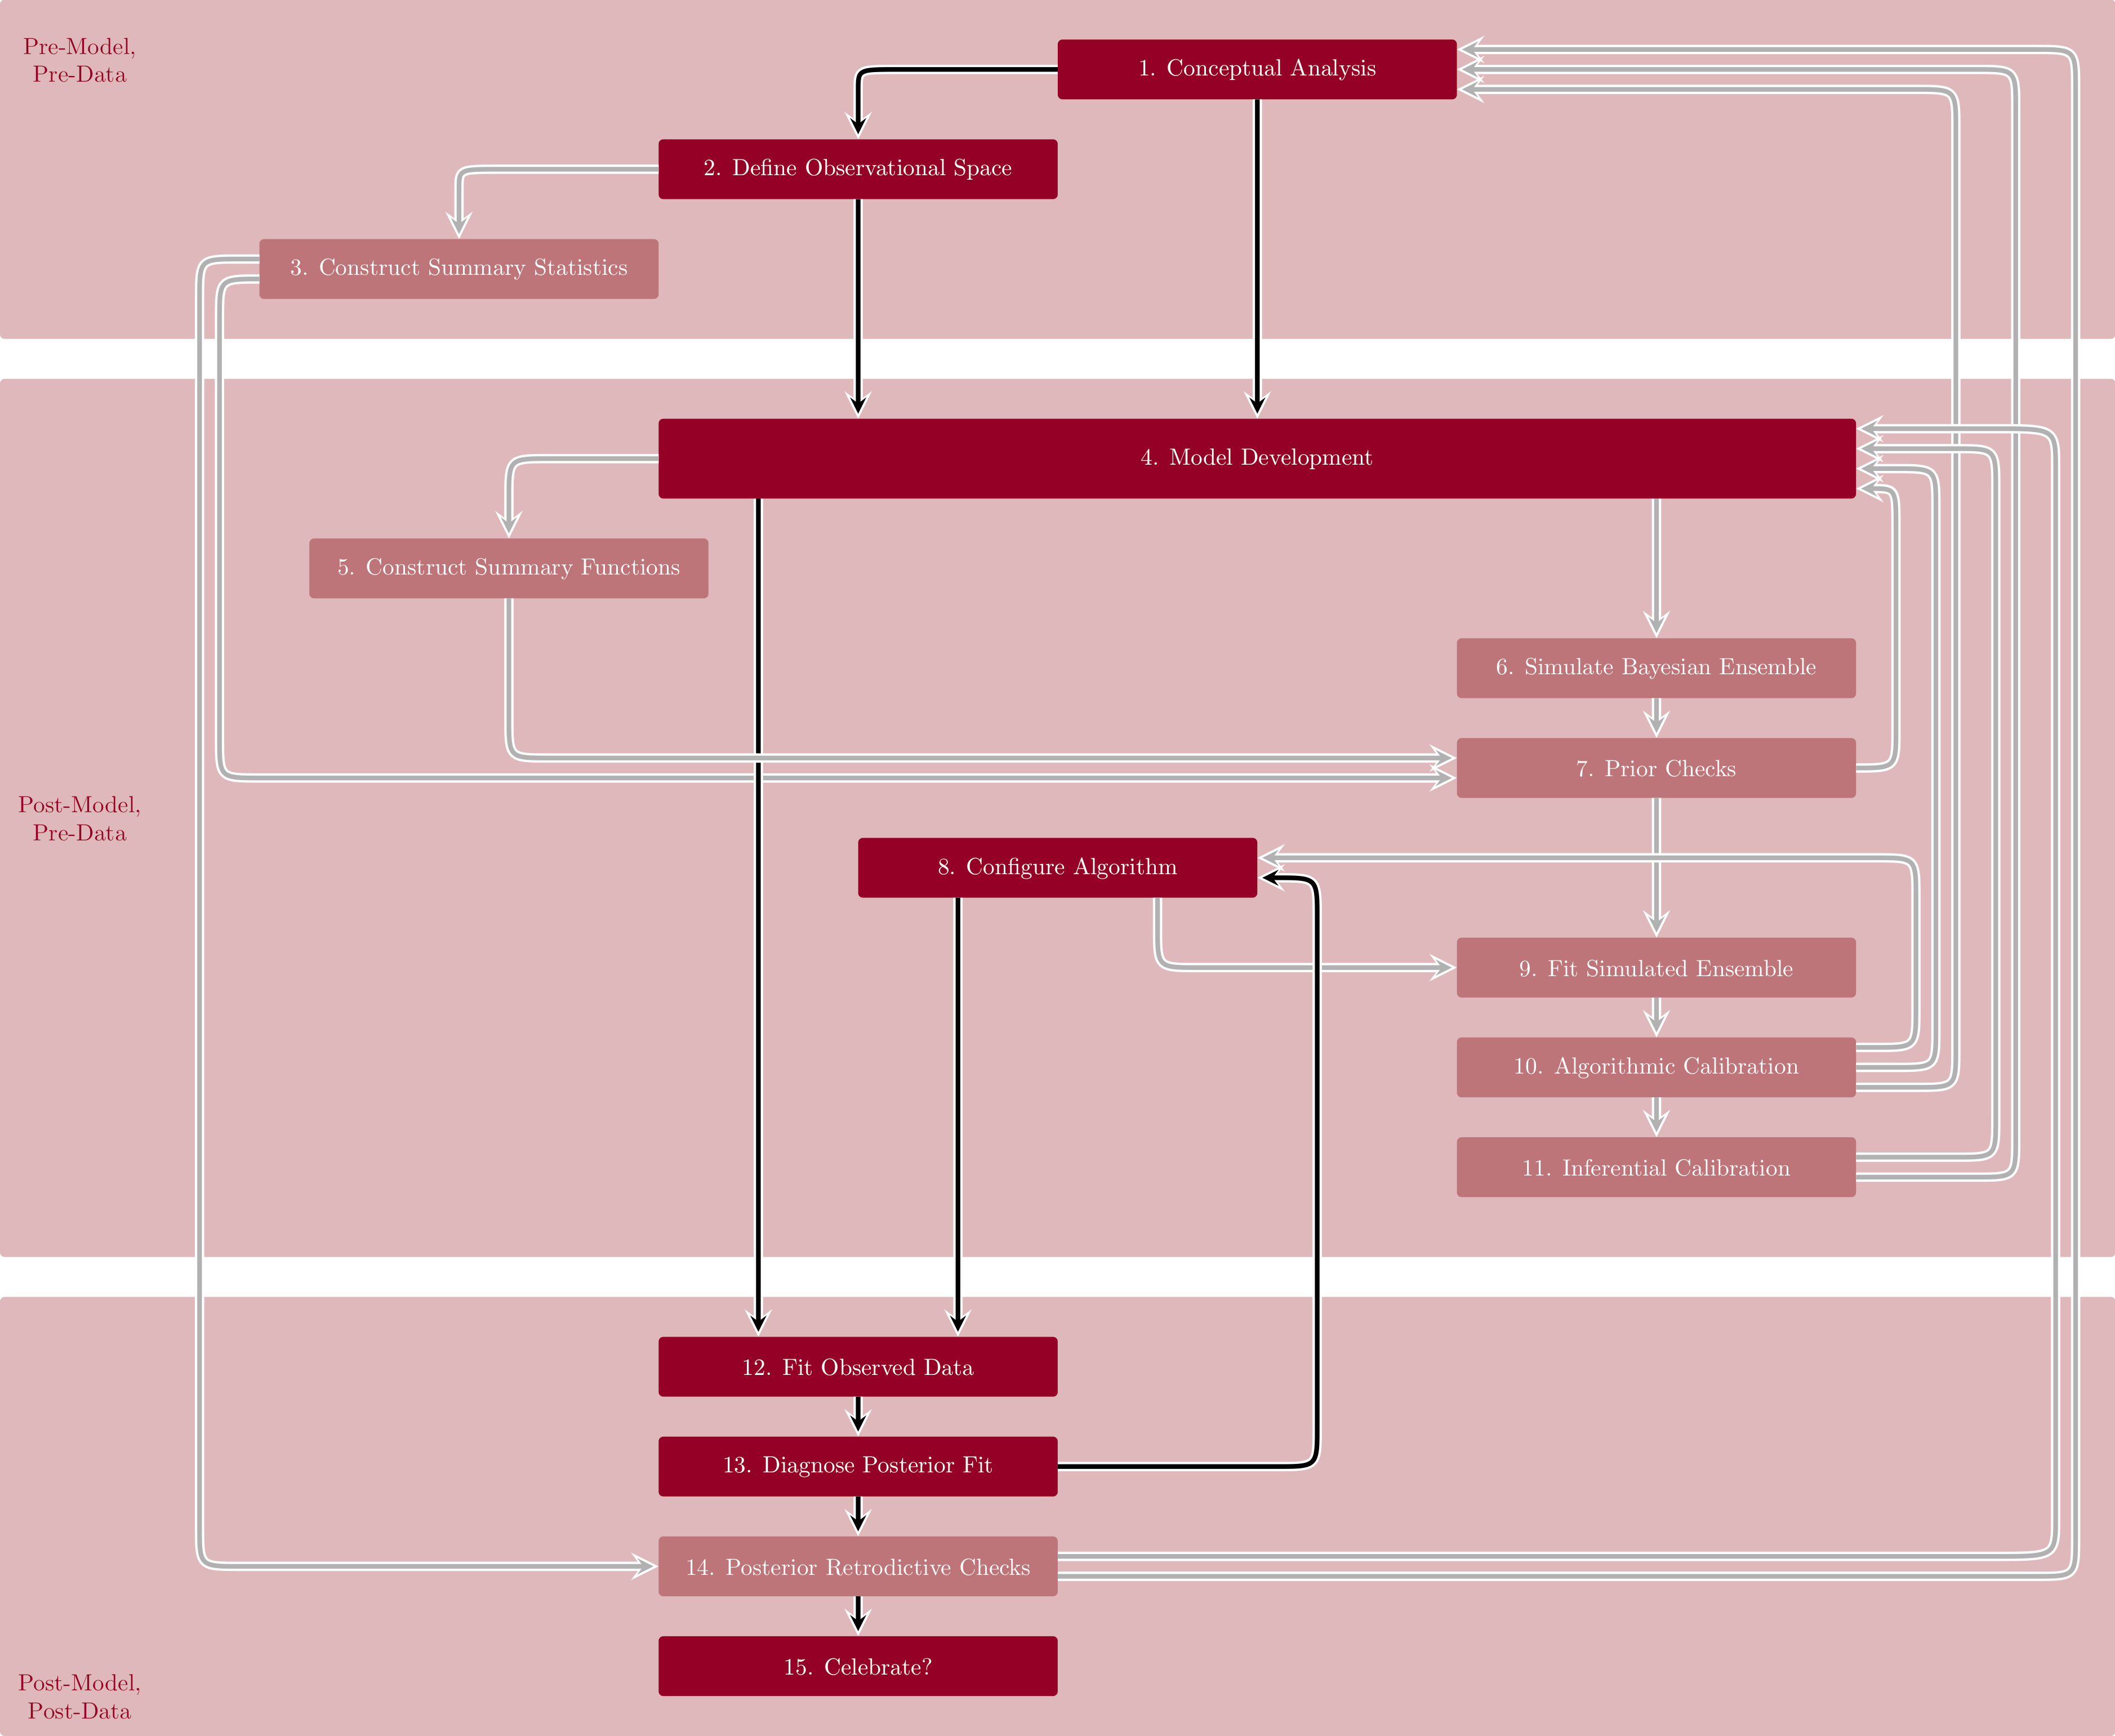 Pre-Model,
Pre-Data
1. Conceptual Analysis
2. Define Observational Space
3. Construct Summary Statistics
4. Model Development
5. Construct Summary Functions
6. Simulate Bayesian Ensemble
7. Prior Checks
Post-Model,
Pre-Data
8. Configure Algorithm
9. Fit Simulated Ensemble
10. Algorithmic Calibration
11. Inferential Calibration
12. Fit Observed Data
13. Diagnose Posterior Fit
14. Posterior Retrodictive Checks
15. Celebrate?
Post-Model,
Post-Data